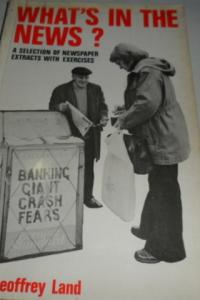 WHAT'S IN THE
NEWS ?
A SELECTION OF NEWSPAPER
EXTRACTS WITH EXERCISES
BANKING
GIANT
CRASH
FEARS
eoffrey Land